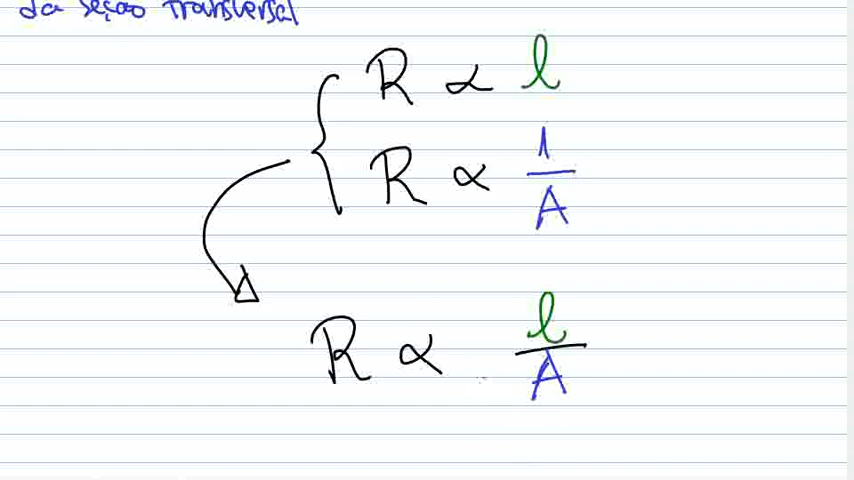 da seção transversal
R ∝ l
R ∝ 1/A
R ∝ l/A